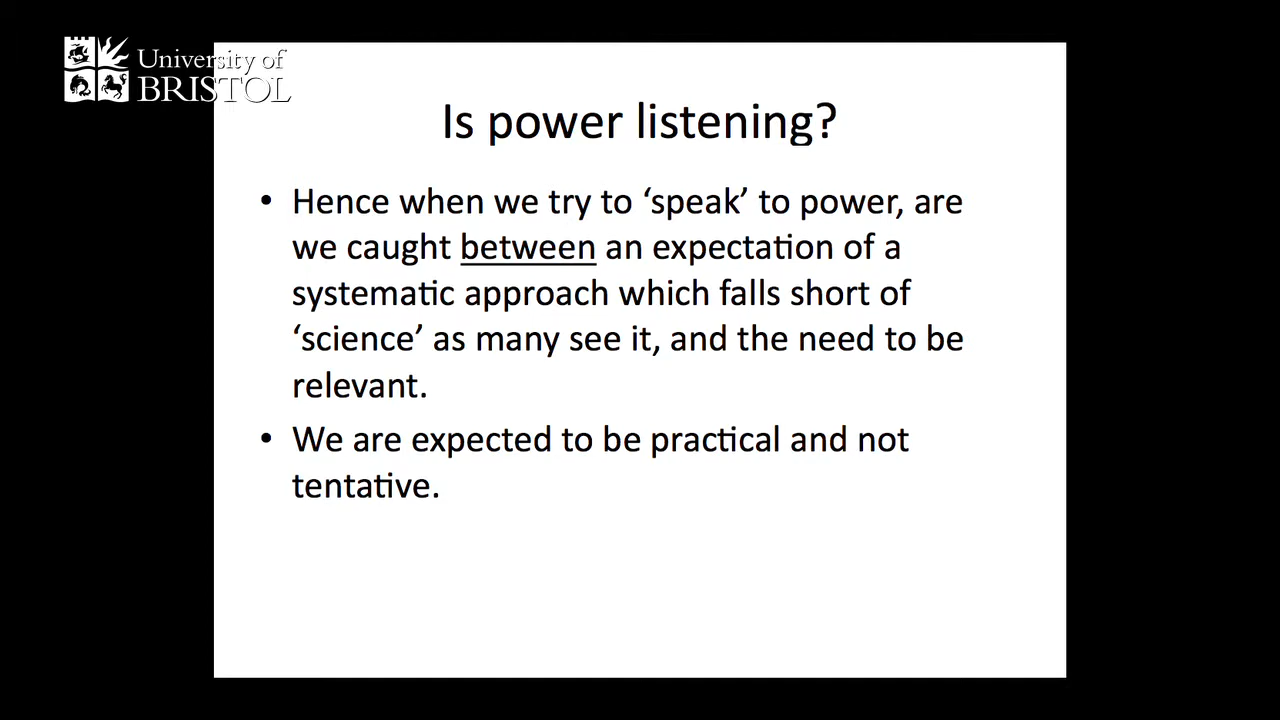 University of
BRISTOL
Is power listening?
• Hence when we try to ‘speak’ to power, are
we caught between an expectation of a
systematic approach which falls short of
‘science’ as many see it, and the need to be
relevant.
• We are expected to be practical and not
tentative.